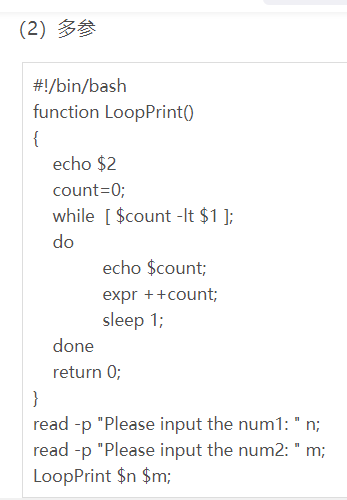 （2）多参
#!/bin/bash
function LoopPrint()
{
echo $2
count=0;
while [ $count -lt $1 ];
do
echo $count;
expr ++count;
sleep 1;
done
return 0;
}
read -p "Please input the num1: " n;
read -p "Please input the num2: " m;
LoopPrint $n $m;